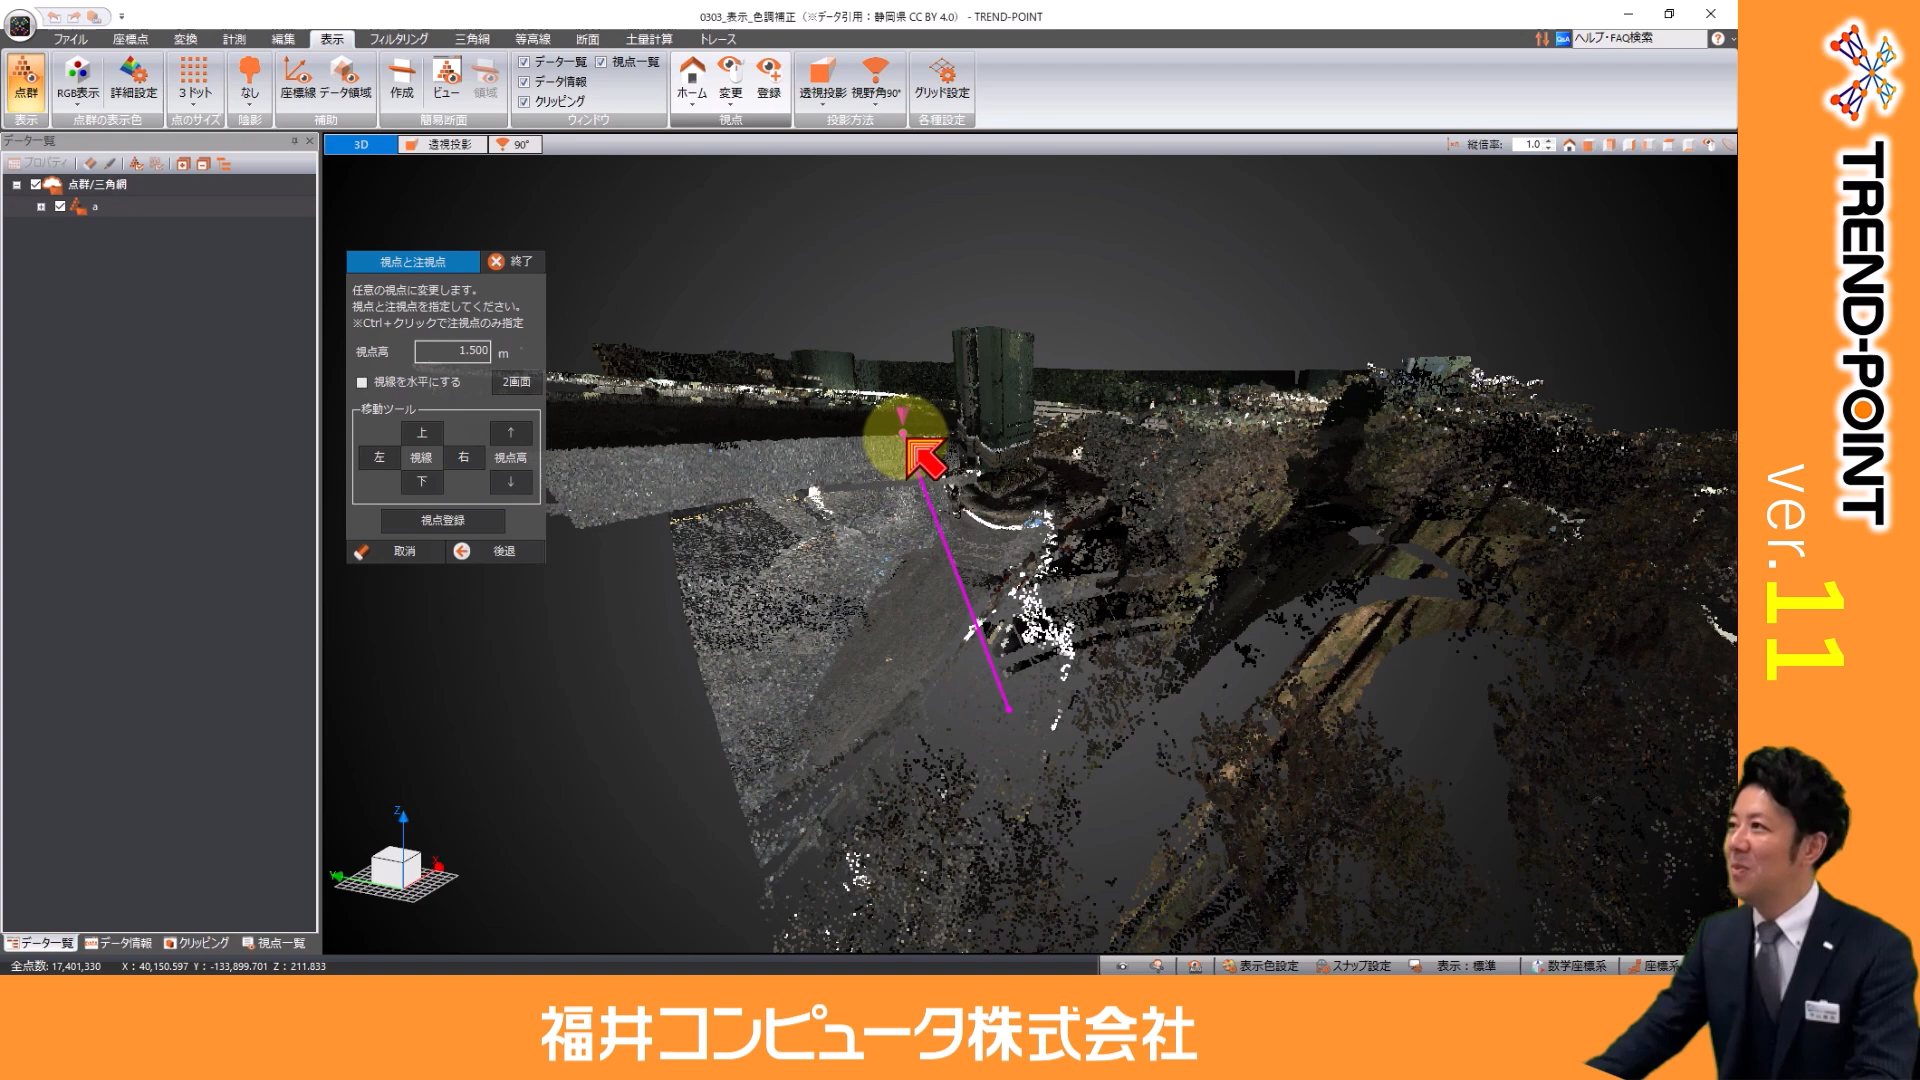 0303_表示_色調補正（※データ引用：静岡県 CC BY 4.0） - TREND-POINT
ファイル 座標点 変換 計測 編集 表示 フィルタリング 三角網 等高線 断面 土量計算 トレース
ヘルプ・FAQ検索
点群 RGB表示 詳細設定 3ドット なし 座標線 データ領域 作成 ビュー 領域
データ一覧 視点一覧
データ情報
クリッピング
ホーム 変更 登録 透視投影 視野角90° グリッド設定
表示 点群の表示色 点のサイズ 陰影 補助 簡易断面 ウィンドウ 視点 投影方法 各種設定
データ一覧
プロパティ
点群/三角網
a
3D 透視投影 90°
縦倍率: 1.0
視点と注視点 終了
任意の視点に変更します。
視点と注視点を指定してください。
※Ctrl+クリックで注視点のみ指定
視点高 1.500 m
視線を水平にする 2画面
移動ツール
上 ↑
左 視線 右 視点高
下 ↓
視点登録
取消 後退
Z
X
Y
データ一覧 データ情報 クリッピング 視点一覧
全点数: 17,401,330 X : 40,150.597 Y : -133,899.701 Z : 211.833
表示色設定 スナップ設定 表示：標準 数学座標系 座標系
TREND-POINT
ver.11
福井コンピュータ株式会社